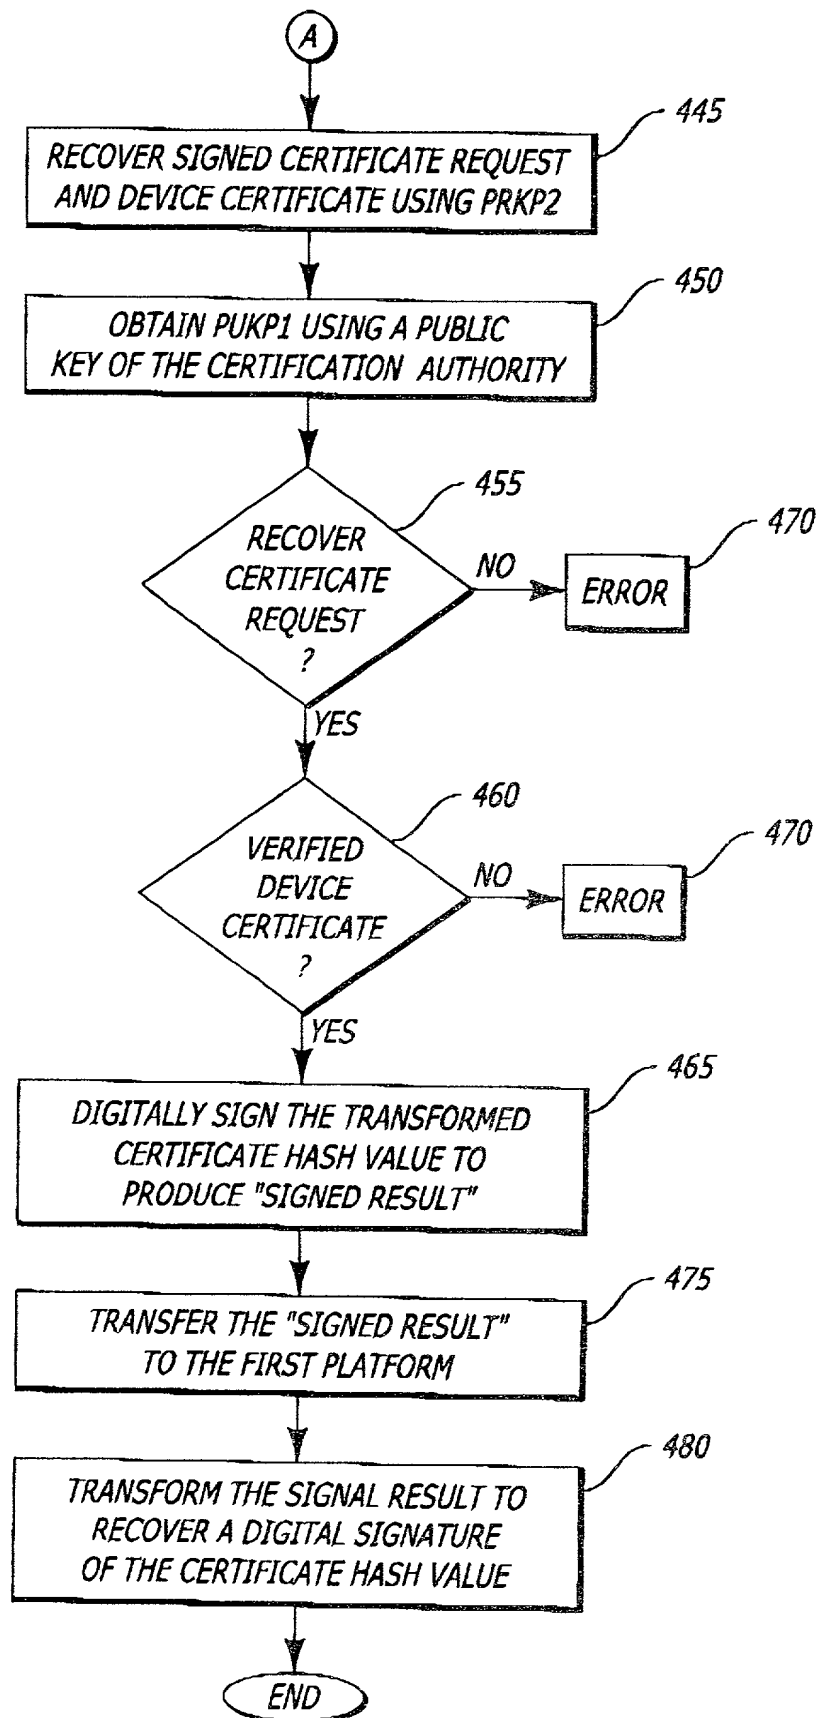 A
445
RECOVER SIGNED CERTIFICATE REQUEST
AND DEVICE CERTIFICATE USING PRKP2
450
OBTAIN PUKP1 USING A PUBLIC
KEY OF THE CERTIFICATION AUTHORITY
455
RECOVER
CERTIFICATE
REQUEST
?
NO
470
ERROR
YES
460
VERIFIED
DEVICE
CERTIFICATE
?
NO
470
ERROR
YES
465
DIGITALLY SIGN THE TRANSFORMED
CERTIFICATE HASH VALUE TO
PRODUCE "SIGNED RESULT"
475
TRANSFER THE "SIGNED RESULT"
TO THE FIRST PLATFORM
480
TRANSFORM THE SIGNAL RESULT TO
RECOVER A DIGITAL SIGNATURE
OF THE CERTIFICATE HASH VALUE
END